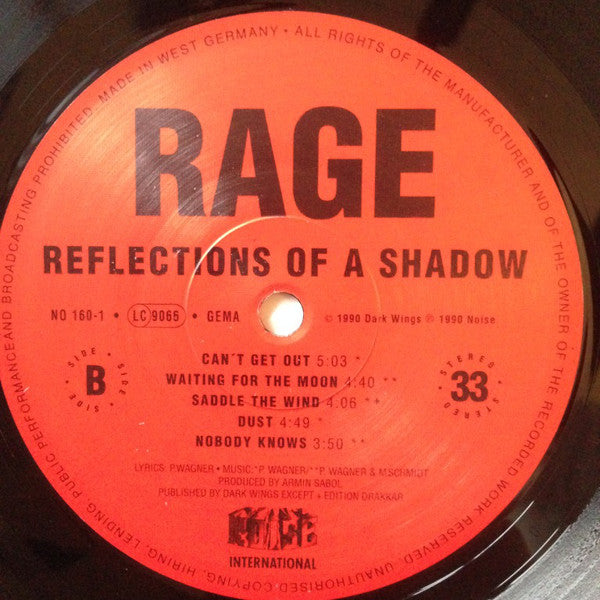 PUBLIC PERFORMANCE AND BROADCASTING PROHIBITED. MADE IN WEST GERMANY • ALL RIGHTS OF THE MANUFACTURER AND OF THE OWNER OF THE RECORDED WORK RESERVED. UNAUTHORISED COPYING, HIRING, LENDING,
RAGE
REFLECTIONS OF A SHADOW
NO 160-1 • LC 9065 • GEMA
© 1990 Dark Wings ℗ 1990 Noise
SIDE • SIDE • SIDE
B
STEREO • STEREO
33
CAN´T GET OUT 5:03 *
WAITING FOR THE MOON 4:40 **
SADDLE THE WIND 4.06 **
DUST 4:49 *
NOBODY KNOWS 3:50 **
LYRICS: P.WAGNER • MUSIC: *P. WAGNER/**P. WAGNER & M.SCHMIDT
PRODUCED BY ARMIN SABOL
PUBLISHED BY DARK WINGS EXCEPT + EDITION DRAKKAR
NOISE
INTERNATIONAL